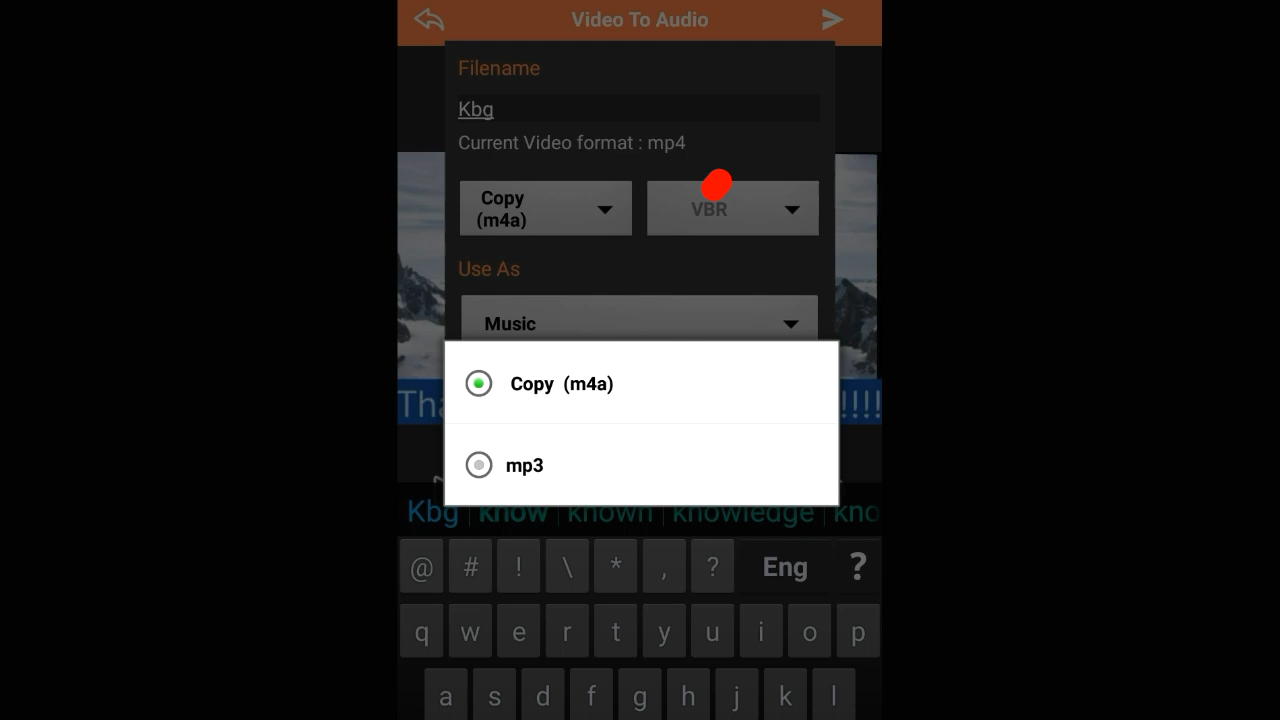 Video To Audio
Filename
Kbg
Current Video format : mp4
Copy
(m4a)
VBR
Use As
Music
Copy (m4a)
mp3
!!!!
Kbg know known knowledge kno
@ # ! \ * , ? Eng ?
q w e r t y u i o p
a s d f g h j k l